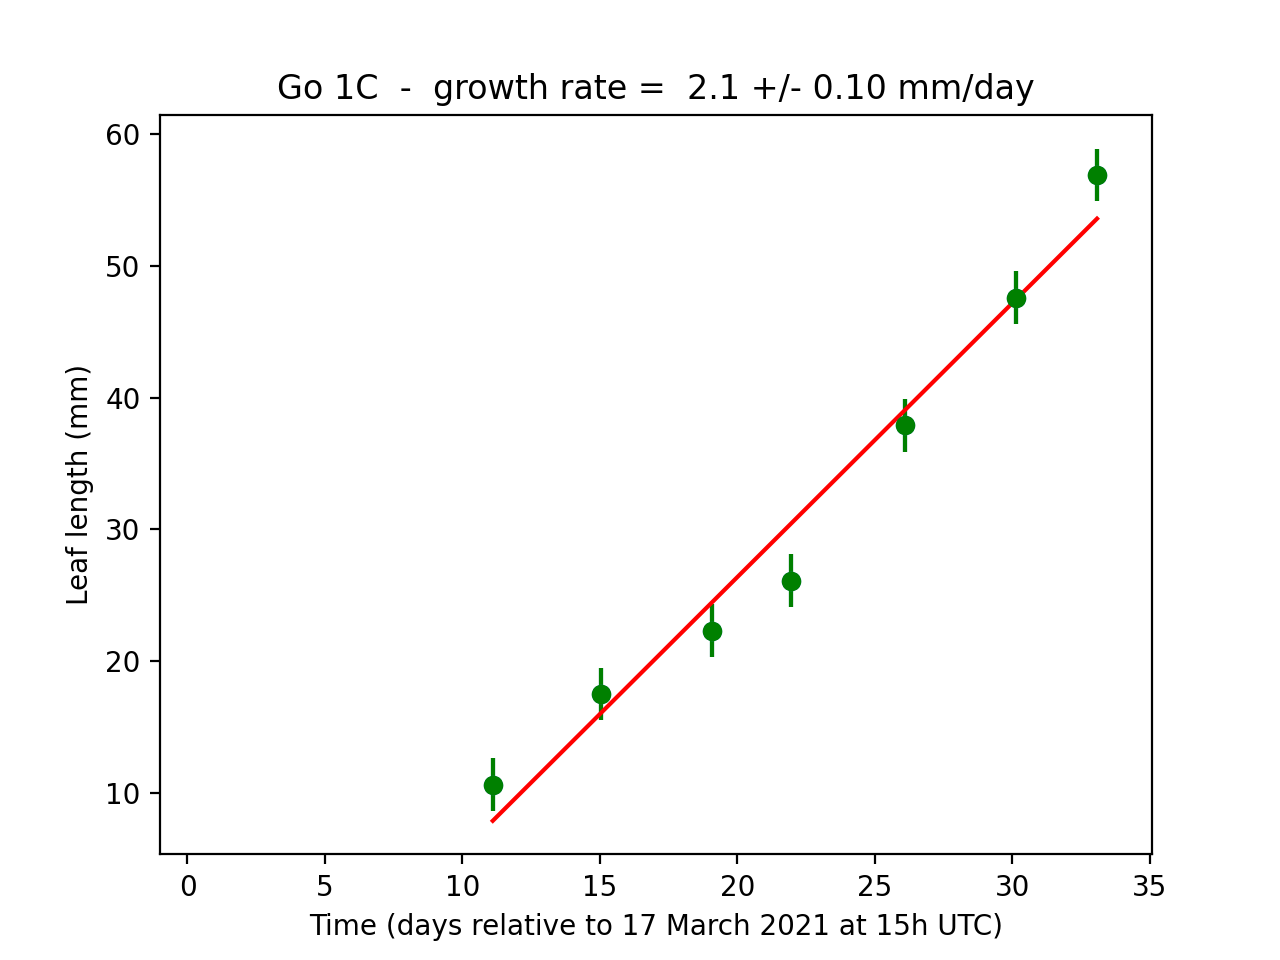 Go 1C  -  growth rate =  2.1 +/- 0.10 mm/day
60
50
40
30
20
10
Leaf length (mm)
0 5 10 15 20 25 30 35
Time (days relative to 17 March 2021 at 15h UTC)